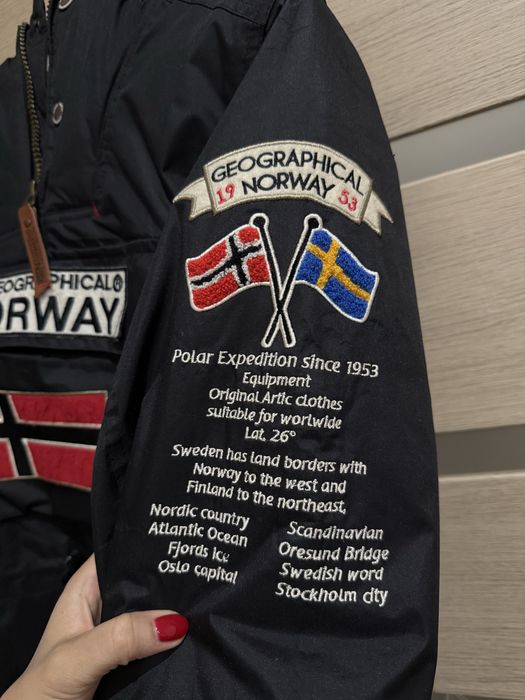 GEOGRAPHICAL
19 NORWAY 53
GEOGRAPHICAL®
NORWAY
Polar Expedition since 1953
Equipment
Original Artic clothes
suitable for worlwide
Lat. 26°
Sweden has land borders with
Norway to the west and
Finland to the northeast,
Nordic country
Atlantic Ocean
Fjords ice
Oslo capital
Scandinavian
Oresund Bridge
Swedish word
Stockholm city